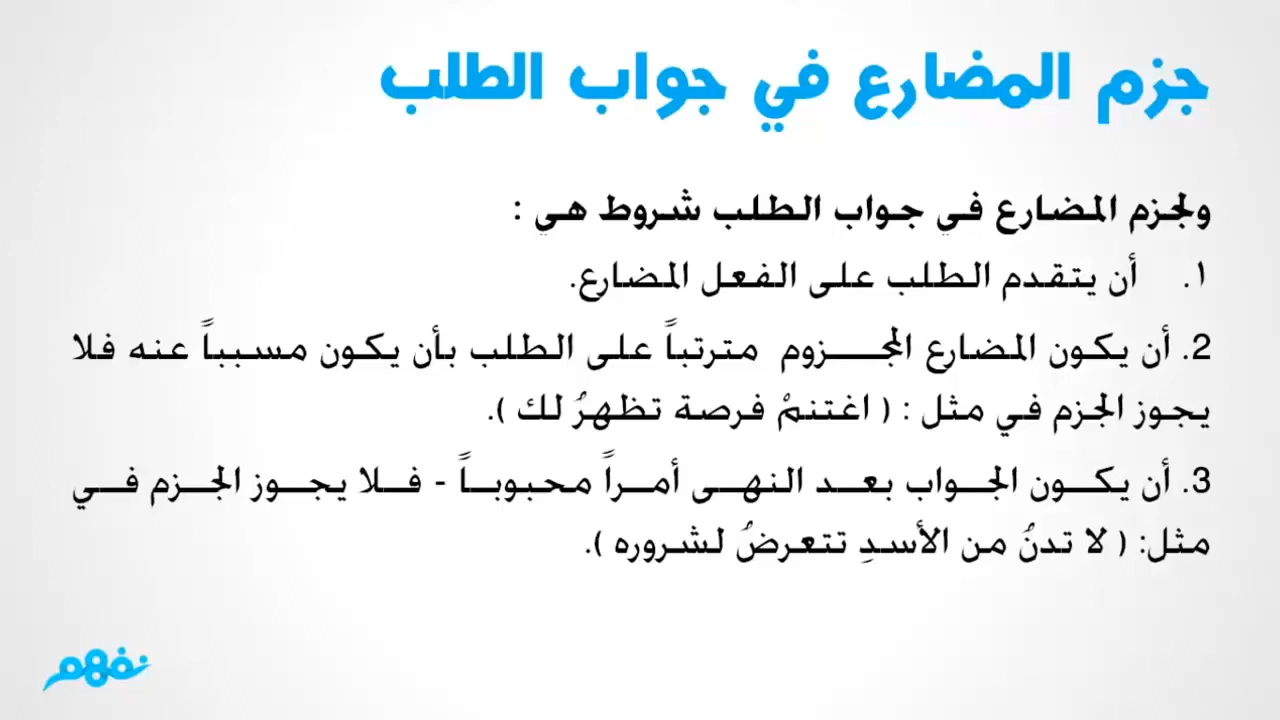 جزم المضارع في جواب الطلب
ولجزم المضارع في جواب الطلب شروط هي :
١. أن يتقدم الطلب على الفعل المضارع.
2. أن يكون المضارع المجزوم مترتباً على الطلب بأن يكون مسبباً عنه فلا
يجوز الجزم في مثل : ( اغتنمْ فرصة تظهرُ لك ).
3. أن يكون الجواب بعد النهى أمراً محبوباً - فلا يجوز الجزم في
مثل: ( لا تدنُ من الأسدِ تتعرضُ لشروره ).
نفهم